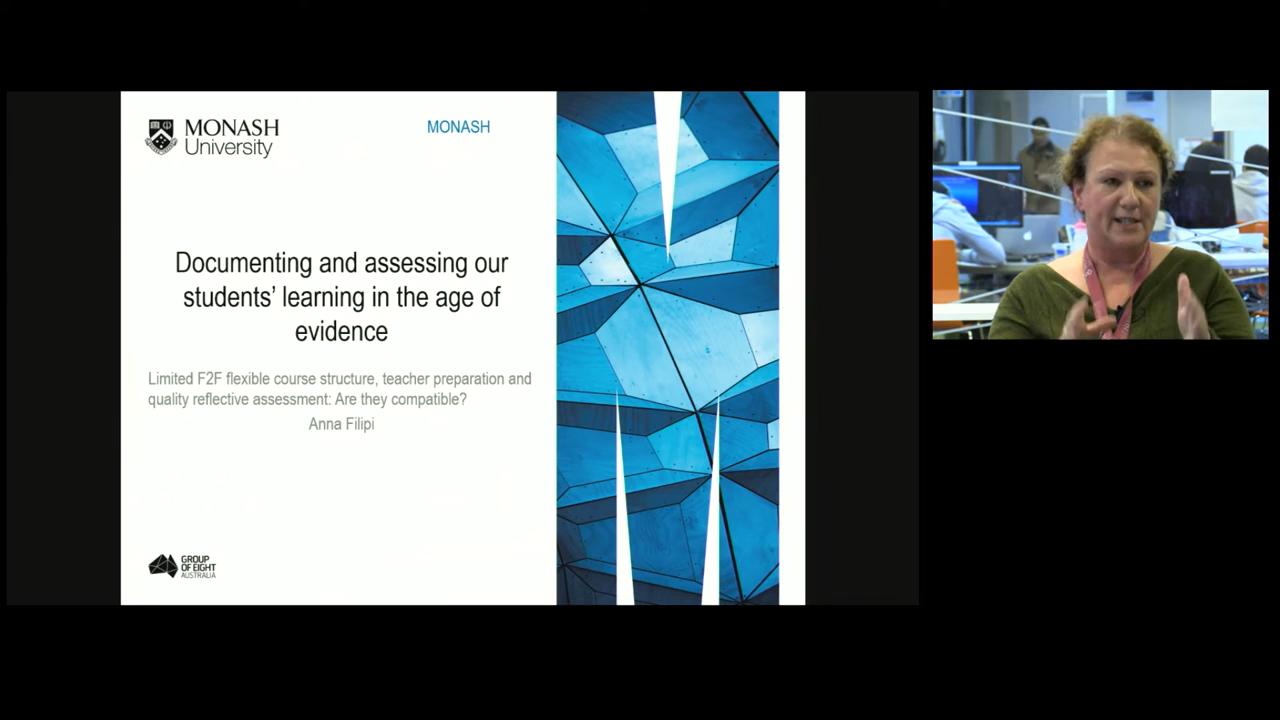 MONASH
University
MONASH
Documenting and assessing our
students' learning in the age of
evidence
Limited F2F flexible course structure, teacher preparation and
quality reflective assessment: Are they compatible?
Anna Filipi
GROUP
OF EIGHT
AUSTRALIA